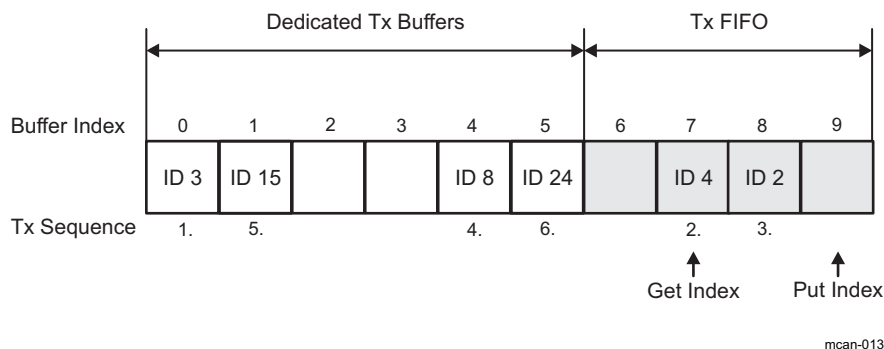 Dedicated Tx Buffers Tx FIFO
Buffer Index 0 1 2 3 4 5 6 7 8 9
ID 3 ID 15 ID 8 ID 24 ID 4 ID 2
Tx Sequence 1. 5. 4. 6. 2. 3.
Get Index Put Index
mcan-013